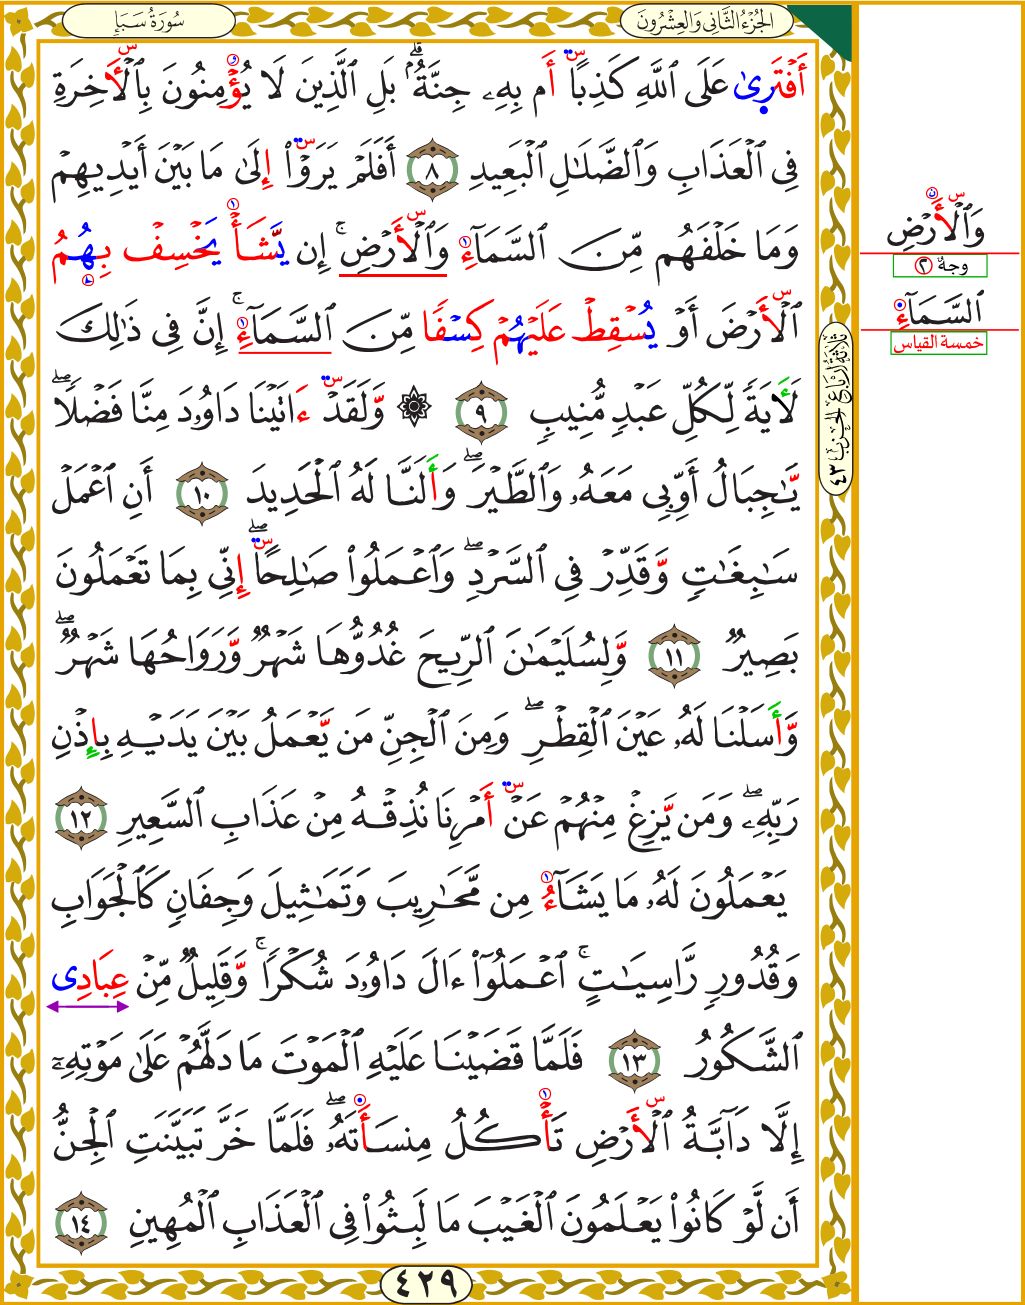 سُورَةُ سَبَإٍ
الجُزْءُ الثَّانِي وَالعِشْرُونَ
أَفۡتَرٜىٰ عَلَى ٱللَّهِ كَذِبًا أَم بِهِۦ جِنَّةُۢۗ بَلِ ٱلَّذِينَ لَا يُؤۡمِنُونَ بِٱلۡأَخِرَةِ
فِى ٱلۡعَذَابِ وَٱلضَّلَٰلِ ٱلۡبَعِيدِ ٨ أَفَلَمۡ يَرَوۡاْ إِلَىٰ مَا بَيۡنَ أَيۡدِيهِمۡ
وَمَا خَلۡفَهُم مِّنَ ٱلسَّمَآءِ وَٱلۡأَرۡضِۚ إِن يَّشَأۡ يَخۡسِفۡ بِهُمُ
ٱلۡأَرۡضَ أَوۡ يُسۡقِطۡ عَلَيۡهُمۡ كِسۡفًا مِّنَ ٱلسَّمَآءِۚ إِنَّ فِى ذَٰلِكَ
لَأٓيَةً لِّكُلِّ عَبۡدٍ مُّنِيبٍ ٩ ۞ وَّلَقَدۡ ءَاتَيۡنَا دَاوُۥدَ مِنَّا فَضۡلًاۖ
يَّٰجِبَالُ أَوِّبِى مَعَهُۥ وَٱلطَّيۡرَۖ وَأَلَنَّا لَهُ ٱلۡحَدِيدَ ١٠ أَنِ ٱعۡمَلۡ
سَٰبِغَٰتٍ وَّقَدِّرۡ فِى ٱلسَّرۡدِۖ وَٱعۡمَلُواْ صَٰلِحًاۖ إِنِّى بِمَا تَعۡمَلُونَ
بَصِيرٌ ١١ وَّلِسُلَيۡمَٰنَ ٱلرِّيحَ غُدُوُّهَا شَهۡرٌ وَّرَوَاحُهَا شَهۡرٌۖ
وَّأَسَلۡنَا لَهُۥ عَيۡنَ ٱلۡقِطۡرِۖ وَمِنَ ٱلۡجِنِّ مَن يَّعۡمَلُ بَيۡنَ يَدَيۡهِ بِإِذۡنِ
رَبِّهِۦۖ وَمَن يَّزِغۡ مِنۡهُمۡ عَنۡ أَمۡرِنَا نُذِقۡهُ مِنۡ عَذَابِ ٱلسَّعِيرِ ١٢
يَعۡمَلُونَ لَهُۥ مَا يَشَآءُ مِن مَّحَٰرِيبَ وَتَمَٰثِيلَ وَجِفَانٍ كَٱلۡجَوَابِ
وَقُدُورٍ رَّاسِيَٰتٍۚ ٱعۡمَلُوٓاْ ءَالَ دَاوُۥدَ شُكۡرًاۚ وَّقَلِيلٌ مِّنۡ عِبَادِى
ٱلشَّكُورُ ١٣ فَلَمَّا قَضَيۡنَا عَلَيۡهِ ٱلۡمَوۡتَ مَا دَلَّهُمۡ عَلَىٰ مَوۡتِهِۦٓ
إِلَّا دَآبَّةُ ٱلۡأَرۡضِ تَأۡكُلُ مِنسَأَتَهُۥۖ فَلَمَّا خَرَّ تَبَيَّنَتِ ٱلۡجِنُّ
أَن لَّوۡ كَانُواْ يَعۡلَمُونَ ٱلۡغَيۡبَ مَا لَبِثُواْ فِى ٱلۡعَذَابِ ٱلۡمُهِينِ ١٤
٤٢٩
وَٱلۡأَرۡضِ
وجهٌ ٢
ٱلسَّمَآءِ
خمسة القياس
ثَلَاثَةُ أَرْبَاعِ الحِزْبِ ٤٣